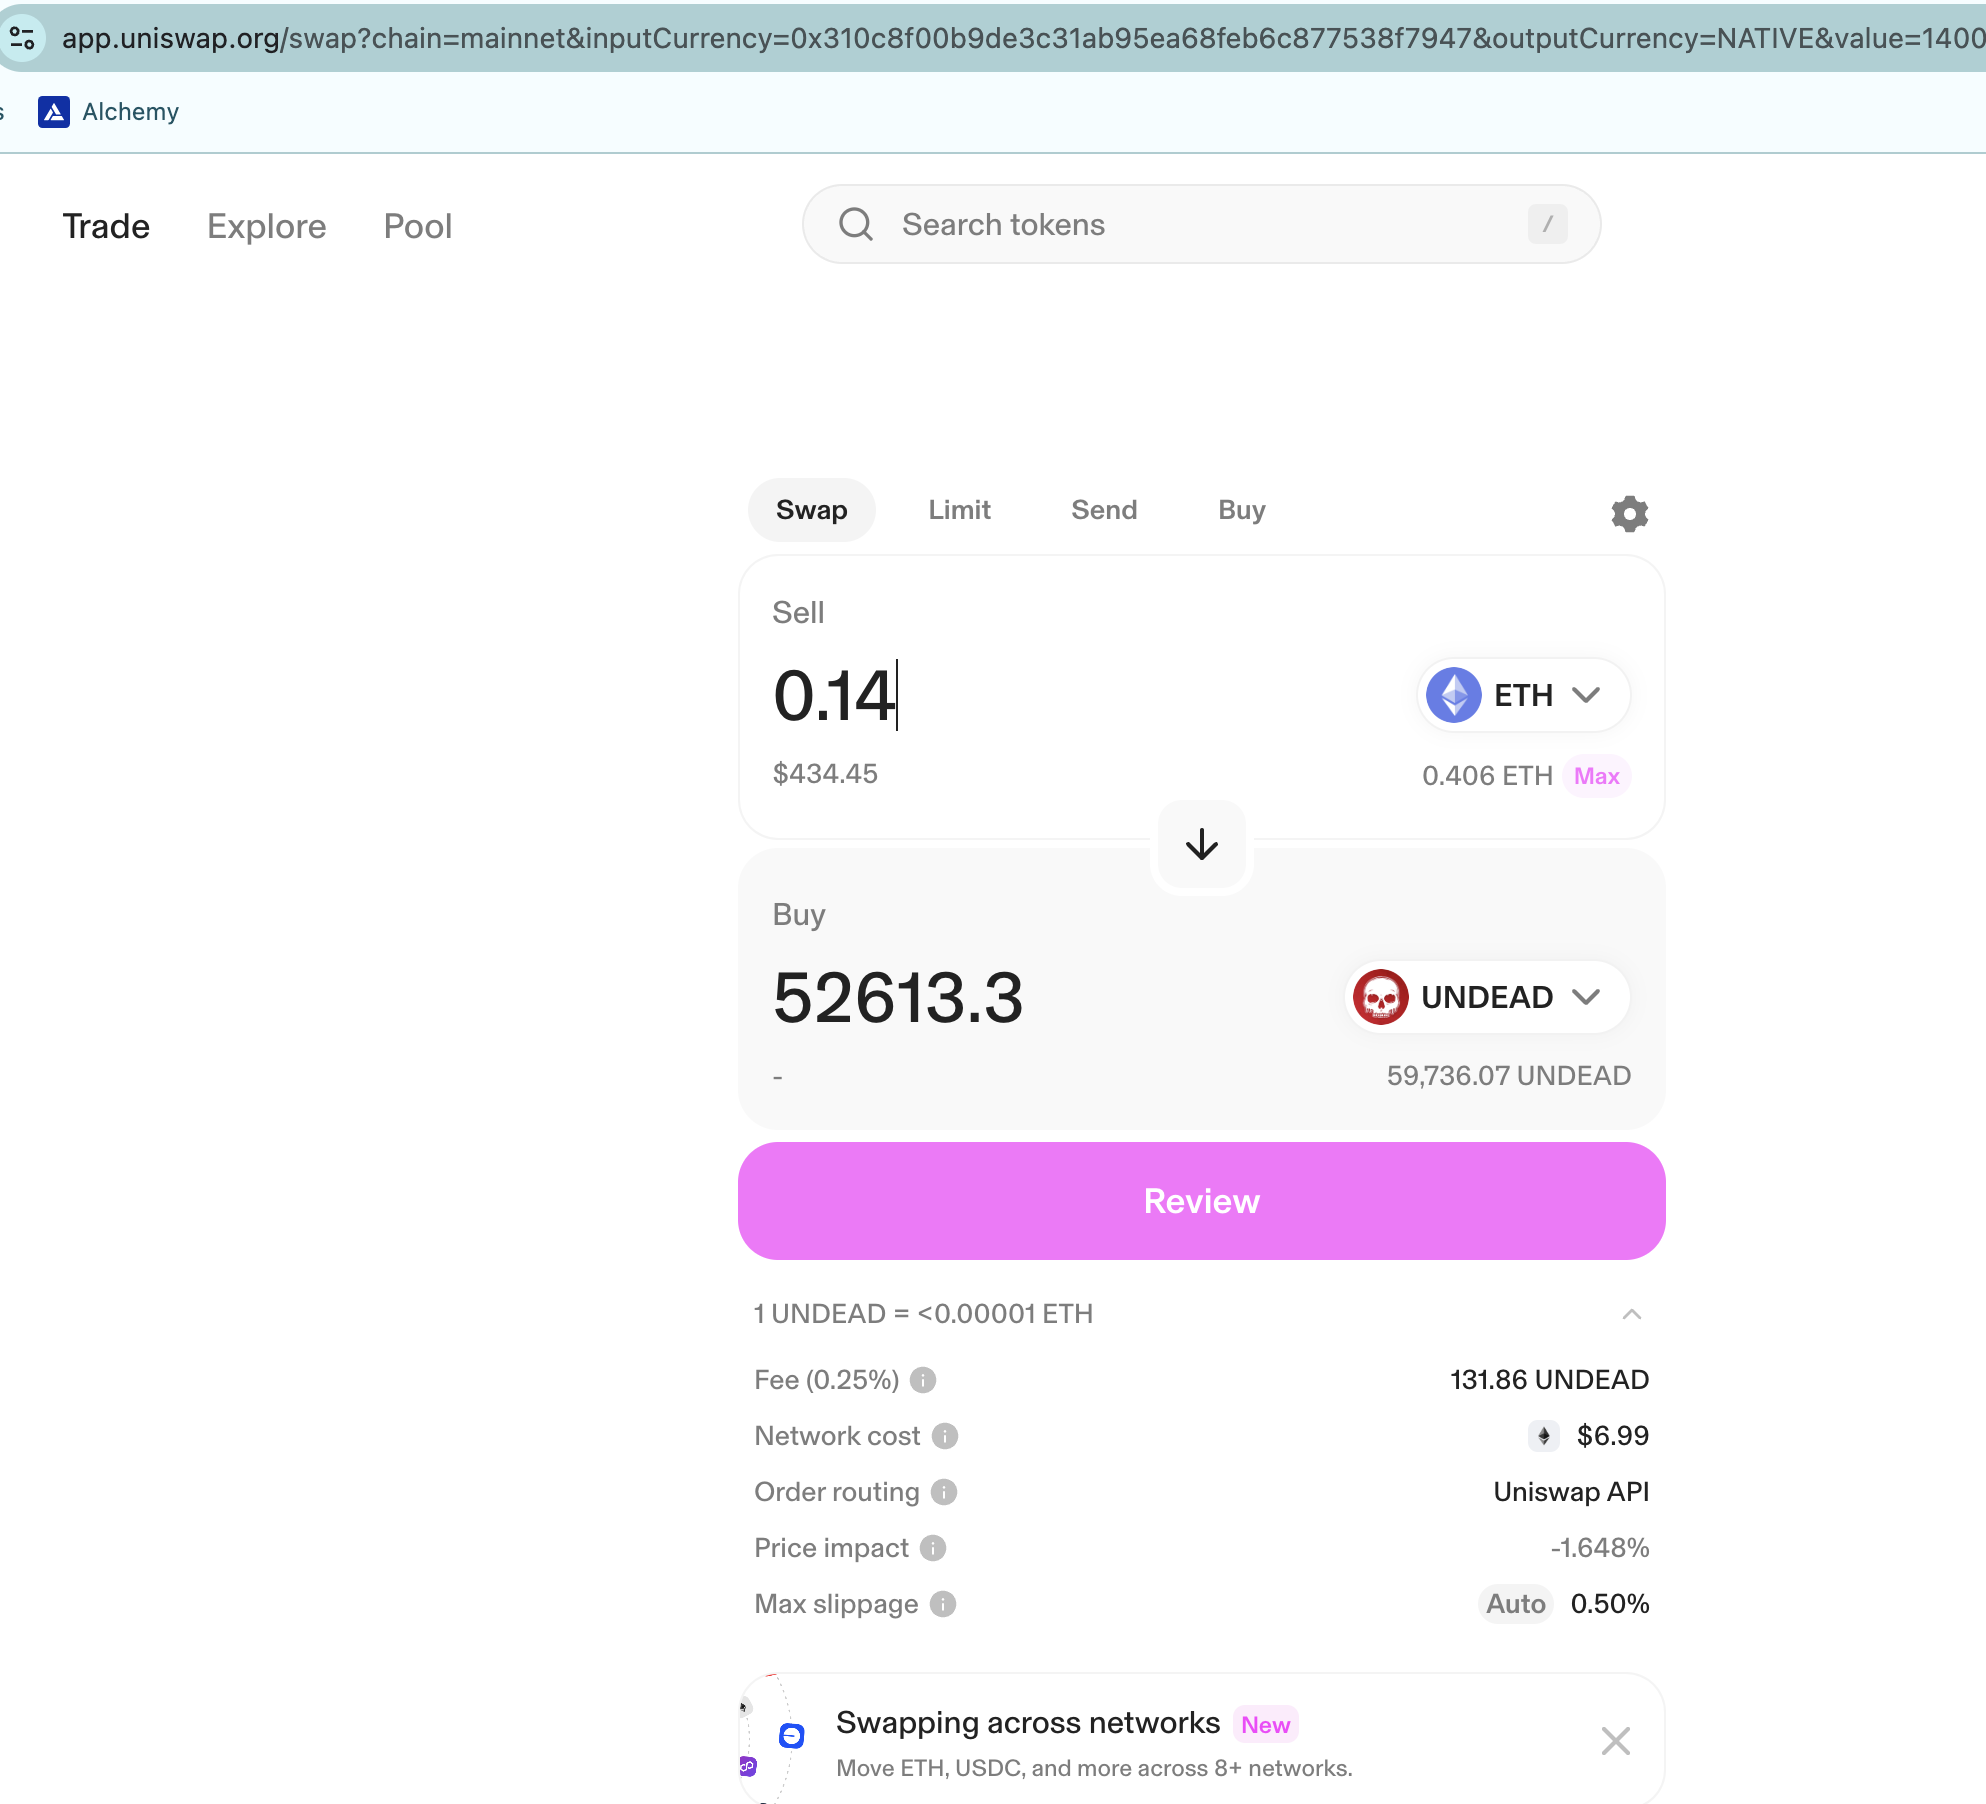 app.uniswap.org/swap?chain=mainnet&inputCurrency=0x310c8f00b9de3c31ab95ea68feb6c877538f7947&outputCurrency=NATIVE&value=1400
s Alchemy
Trade Explore Pool Search tokens /
Swap Limit Send Buy
Sell
0.14 ETH
$434.45 0.406 ETH Max
Buy
52613.3 UNDEAD
- 59,736.07 UNDEAD
Review
1 UNDEAD = <0.00001 ETH
Fee (0.25%) 131.86 UNDEAD
Network cost $6.99
Order routing Uniswap API
Price impact -1.648%
Max slippage Auto 0.50%
Swapping across networks New
Move ETH, USDC, and more across 8+ networks.